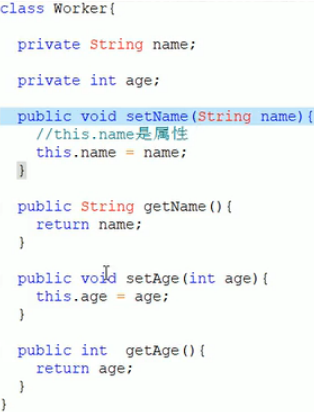 class Worker{
private String name;
private int age;
public void setName(String name){
//this.name是属性
this.name = name;
}
public String getName(){
return name;
}
public void setAge(int age){
this.age = age;
}
public int  getAge(){
return age;
}
}